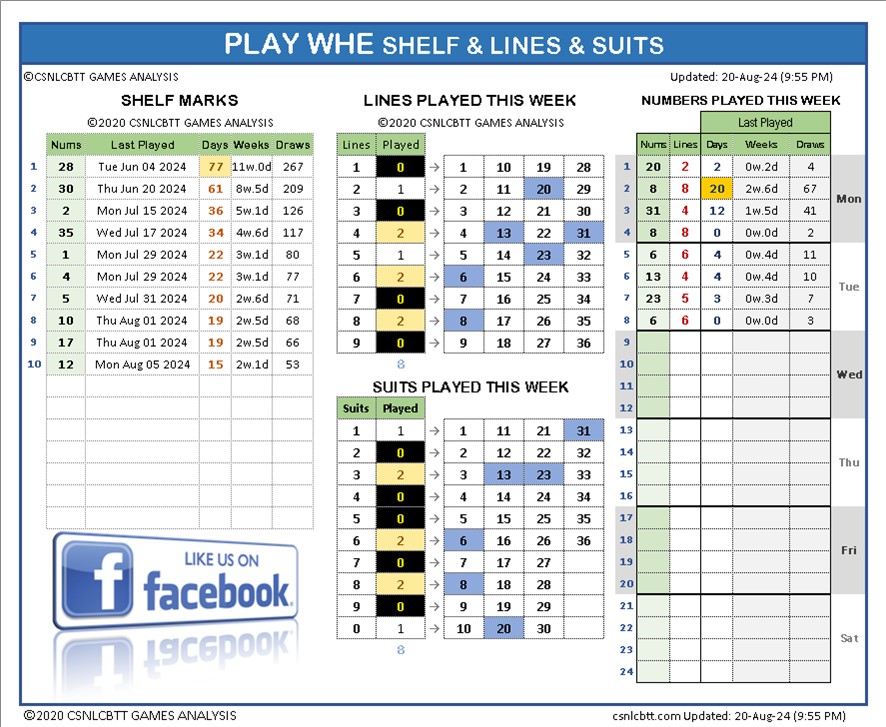 PLAY WHE SHELF & LINES & SUITS
©CSNLCBTT GAMES ANALYSIS
Updated: 20-Aug-24 (9:55 PM)
SHELF MARKS
©2020 CSNLCBTT GAMES ANALYSIS
Nums Last Played Days Weeks Draws
1 28 Tue Jun 04 2024 77 11w.0d 267
2 30 Thu Jun 20 2024 61 8w.5d 209
3 2 Mon Jul 15 2024 36 5w.1d 126
4 35 Wed Jul 17 2024 34 4w.6d 117
5 1 Mon Jul 29 2024 22 3w.1d 80
6 4 Mon Jul 29 2024 22 3w.1d 77
7 5 Wed Jul 31 2024 20 2w.6d 71
8 10 Thu Aug 01 2024 19 2w.5d 68
9 17 Thu Aug 01 2024 19 2w.5d 66
10 12 Mon Aug 05 2024 15 2w.1d 53
LIKE US ON
f facebook.
LINES PLAYED THIS WEEK
©2020 CSNLCBTT GAMES ANALYSIS
Lines Played
1 0 → 1 10 19 28
2 1 → 2 11 20 29
3 0 → 3 12 21 30
4 2 → 4 13 22 31
5 1 → 5 14 23 32
6 2 → 6 15 24 33
7 0 → 7 16 25 34
8 2 → 8 17 26 35
9 0 → 9 18 27 36
8
SUITS PLAYED THIS WEEK
Suits Played
1 1 → 1 11 21 31
2 0 → 2 12 22 32
3 2 → 3 13 23 33
4 0 → 4 14 24 34
5 0 → 5 15 25 35
6 2 → 6 16 26 36
7 0 → 7 17 27
8 2 → 8 18 28
9 0 → 9 19 29
0 1 → 10 20 30
8
NUMBERS PLAYED THIS WEEK
Last Played
Nums Lines Days Weeks Draws
1 20 2 2 0w.2d 4
2 8 8 20 2w.6d 67
Mon
3 31 4 12 1w.5d 41
4 8 8 0 0w.0d 2
5 6 6 4 0w.4d 11
6 13 4 4 0w.4d 10
Tue
7 23 5 3 0w.3d 7
8 6 6 0 0w.0d 3
9
10
Wed
11
12
13
14
Thu
15
16
17
18
Fri
19
20
21
22
Sat
23
24
©2020 CSNLCBTT GAMES ANALYSIS
csnlcbtt.com Updated: 20-Aug-24 (9:55 PM)